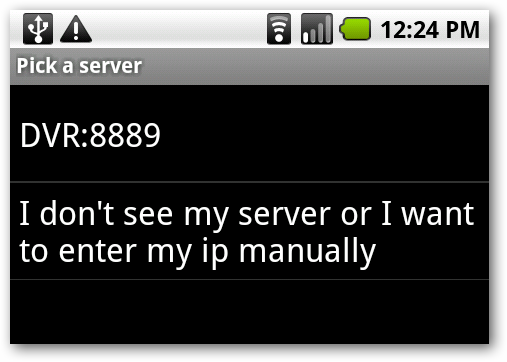 12:24 PM
Pick a server
DVR:8889
I don't see my server or I want
to enter my ip manually